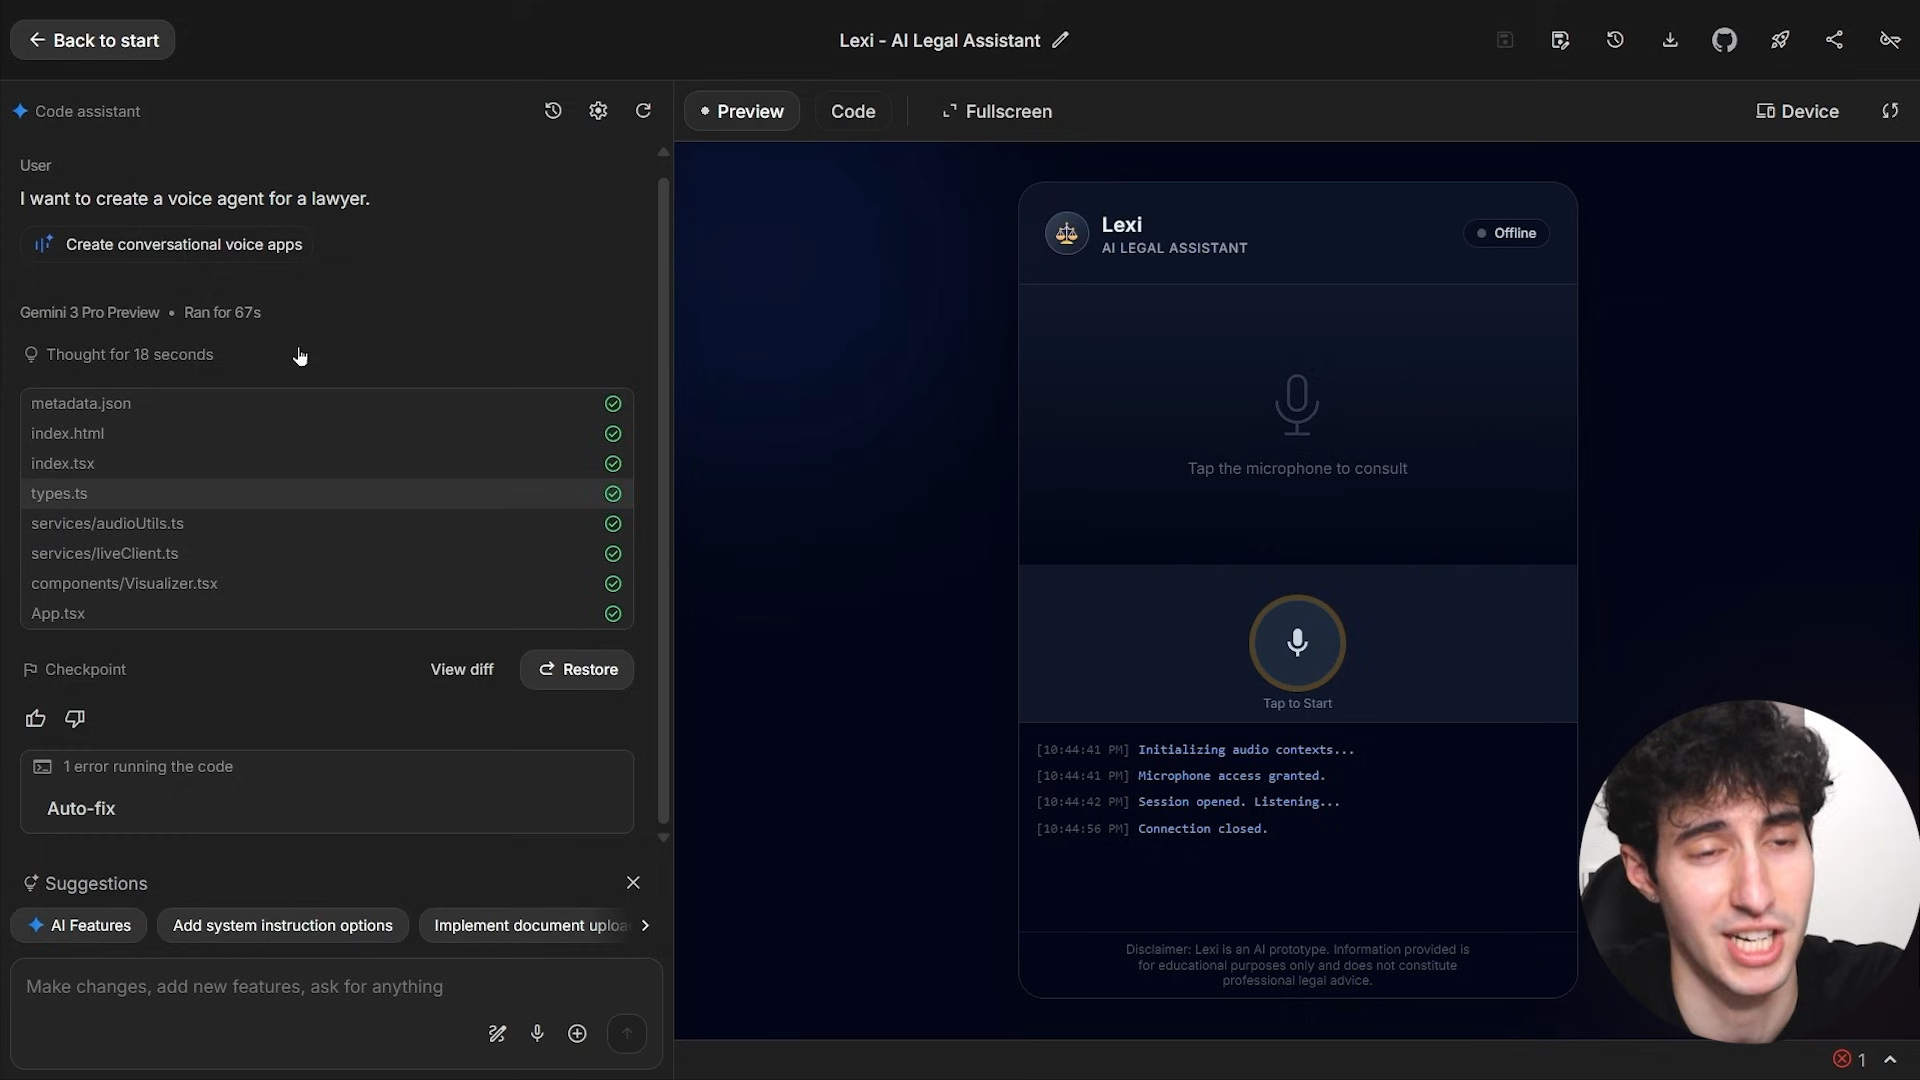 Back to start
Lexi - AI Legal Assistant
Code assistant
Preview
Code
Fullscreen
Device
User
I want to create a voice agent for a lawyer.
Create conversational voice apps
Gemini 3 Pro Preview • Ran for 67s
Thought for 18 seconds
metadata.json
index.html
index.tsx
types.ts
services/audioUtils.ts
services/liveClient.ts
components/Visualizer.tsx
App.tsx
Checkpoint
View diff
Restore
1 error running the code
Auto-fix
Suggestions
AI Features
Add system instruction options
Implement document uploa
Make changes, add new features, ask for anything
Lexi
AI LEGAL ASSISTANT
Offline
Tap the microphone to consult
Tap to Start
[10:44:41 PM] Initializing audio contexts...
[10:44:41 PM] Microphone access granted.
[10:44:42 PM] Session opened. Listening...
[10:44:56 PM] Connection closed.
Disclaimer: Lexi is an AI prototype. Information provided is
for educational purposes only and does not constitute
professional legal advice.
1